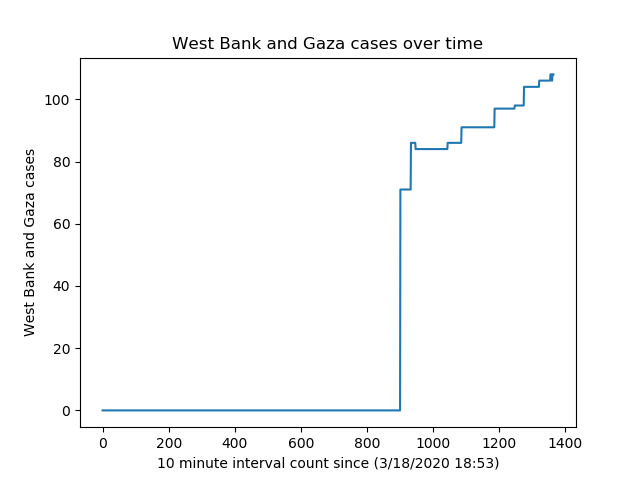 West Bank and Gaza cases over time
100
80
60
40
20
0
West Bank and Gaza cases
0 200 400 600 800 1000 1200 1400
10 minute interval count since (3/18/2020 18:53)